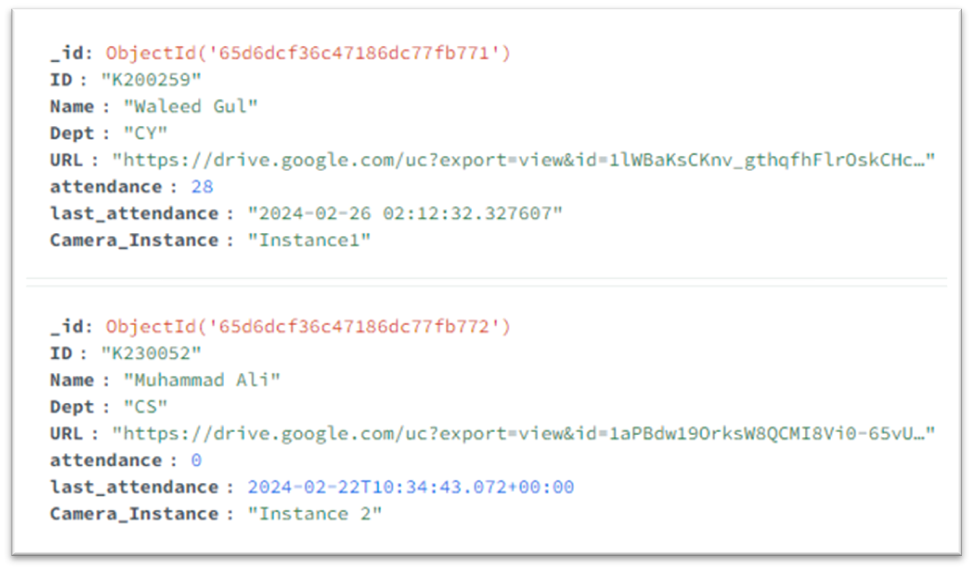 _id: ObjectId('65d6dcf36c47186dc77fb771')
ID : "K200259"
Name : "Waleed Gul"
Dept : "CY"
URL : "https://drive.google.com/uc?export=view&id=1lWBaKsCKnv_gthqfhFlrOskCHc…"
attendance : 28
last_attendance : "2024-02-26 02:12:32.327607"
Camera_Instance : "Instance1"
_id: ObjectId('65d6dcf36c47186dc77fb772')
ID : "K230052"
Name : "Muhammad Ali"
Dept : "CS"
URL : "https://drive.google.com/uc?export=view&id=1aPBdw19OrksW8QCMI8Vi0-65vU…"
attendance : 0
last_attendance : 2024-02-22T10:34:43.072+00:00
Camera_Instance : "Instance 2"